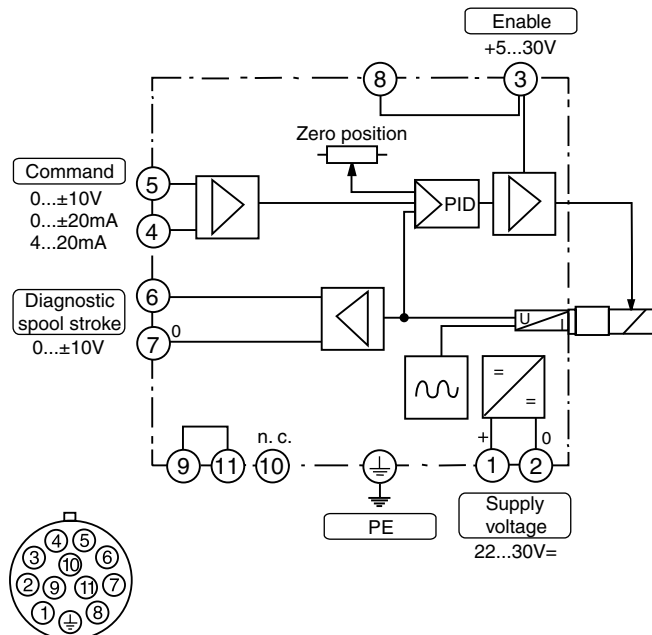 Enable
+5...30V
8
3
Zero position
Command
0...±10V
0...±20mA
4...20mA
5
4
PID
Diagnostic
spool stroke
0...±10V
6
7
0
U
I
=
=
n. c.
+
0
9
11
10
1
2
PE
Supply
voltage
22...30V=
4
5
3
10
6
2
9
11
7
1
8